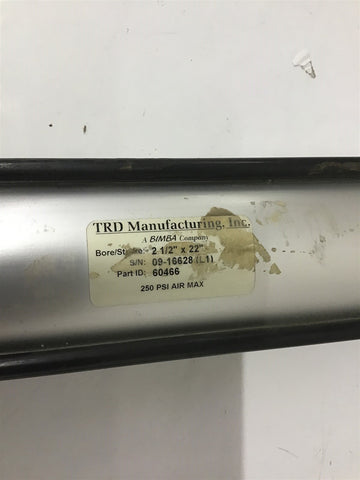 TRD Manufacturing, Inc.
A BIMBA Company
Bore/Stroke: 2 1/2" x 22"
S/N: 09-16628 (L1)
Part ID: 60466
250 PSI AIR MAX